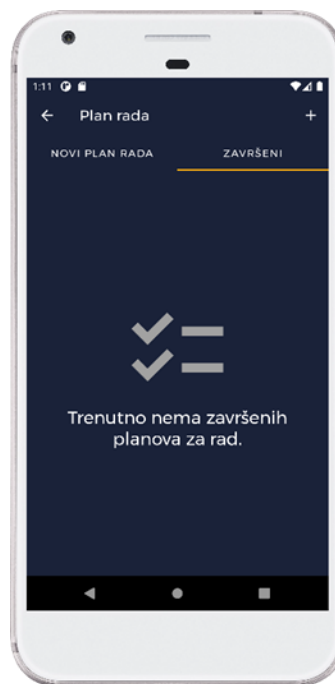 1:11
Plan rada
NOVI PLAN RADA
ZAVRŠENI
Trenutno nema završenih
planova za rad.